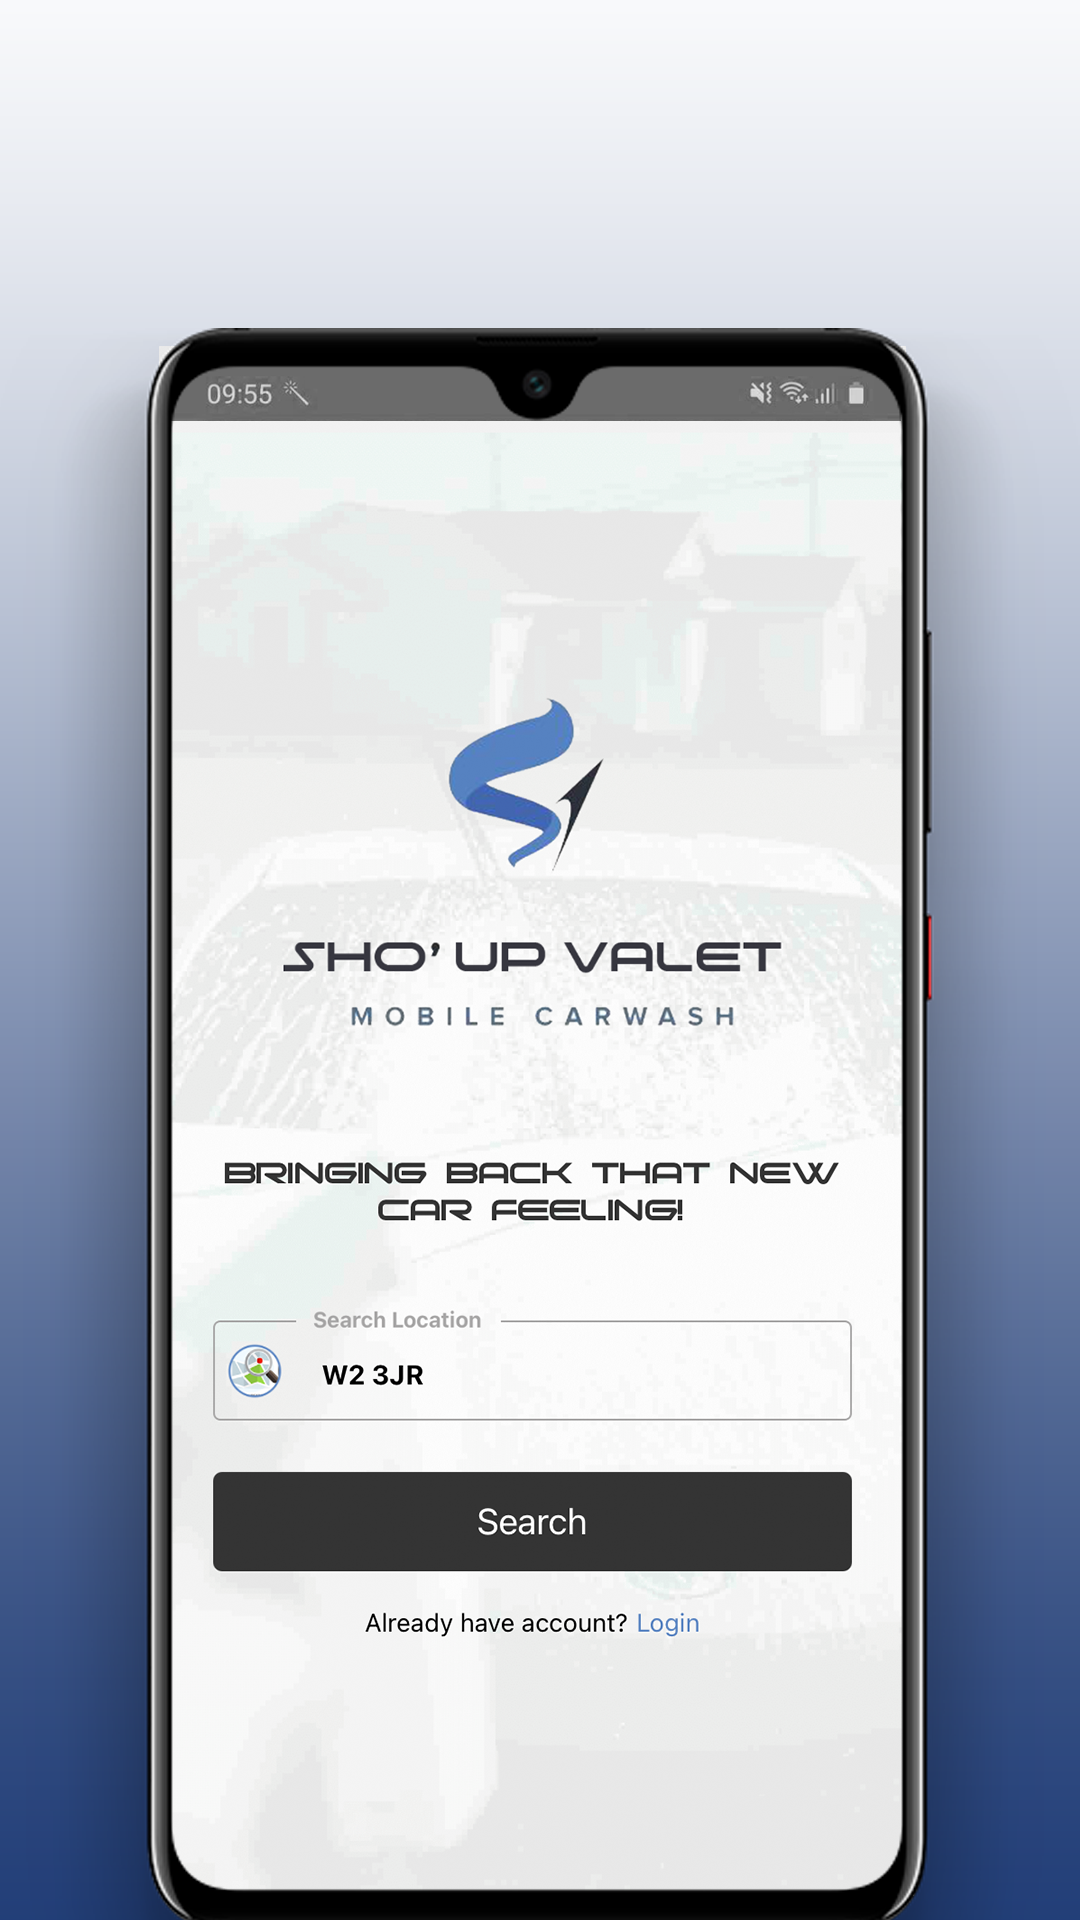 09:55
SHO' UP VALET
MOBILE CARWASH
BRINGING BACK THAT NEW
CAR FEELING!
Search Location
W2 3JR
Search
Already have account? Login